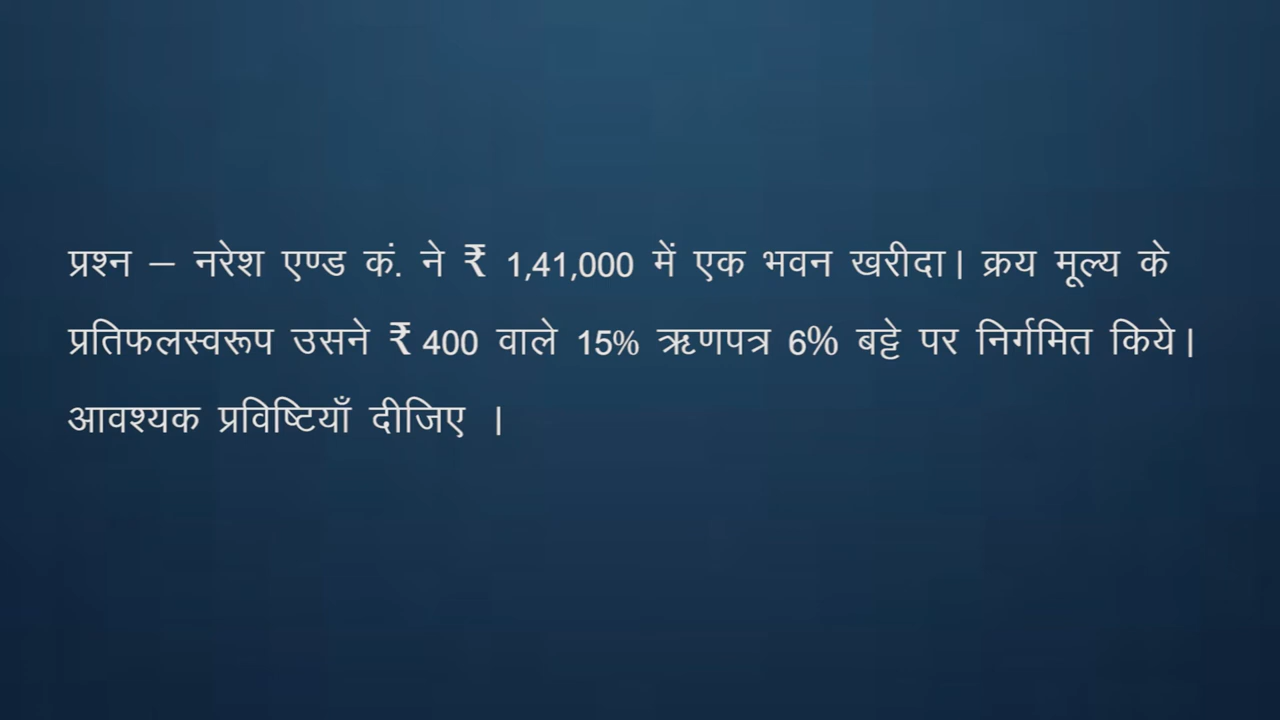 प्रश्न – नरेश एण्ड कं. ने ₹ 1,41,000 में एक भवन खरीदा। क्रय मूल्य के
प्रतिफलस्वरूप उसने ₹ 400 वाले 15% ऋणपत्र 6% बट्टे पर निर्गमित किये।
आवश्यक प्रविष्टियाँ दीजिए ।